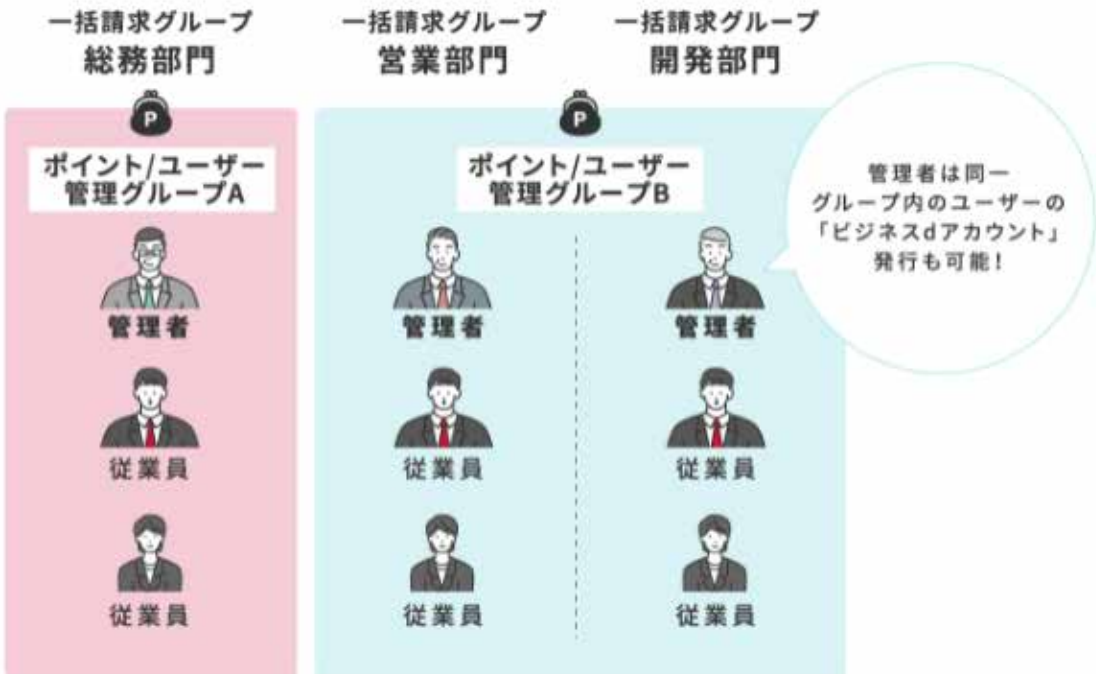 一括請求グループ
総務部門
一括請求グループ
営業部門
一括請求グループ
開発部門
P
ポイント/ユーザー
管理グループA
P
ポイント/ユーザー
管理グループB
管理者は同一
グループ内のユーザーの
「ビジネスdアカウント」
発行も可能!
管理者
管理者
管理者
従業員
従業員
従業員
従業員
従業員
従業員